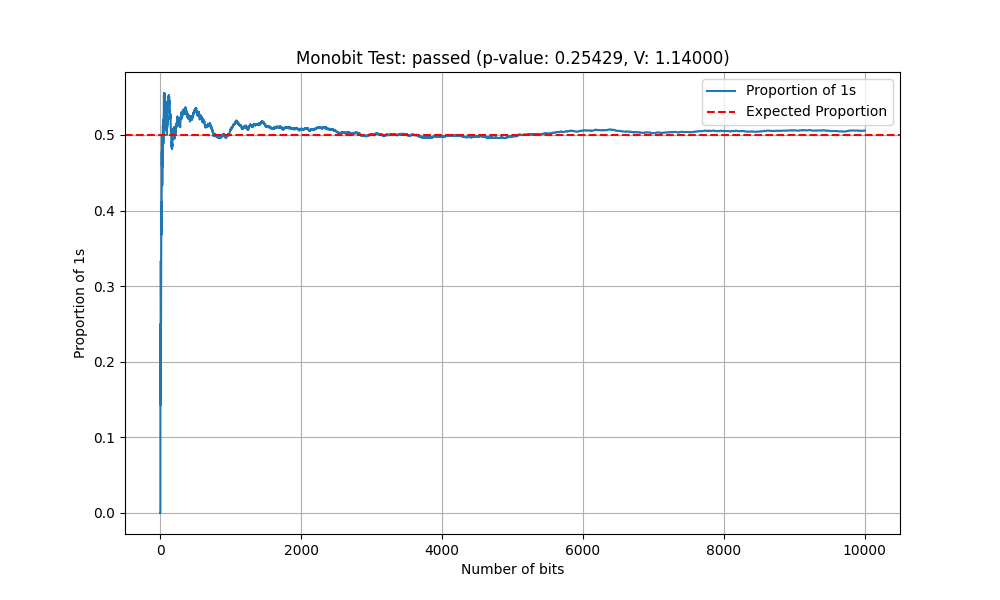 Monobit Test: passed (p-value: 0.25429, V: 1.14000)
Proportion of 1s
Expected Proportion
0.5
0.4
0.3
0.2
0.1
0.0
Proportion of 1s
0 2000 4000 6000 8000 10000
Number of bits